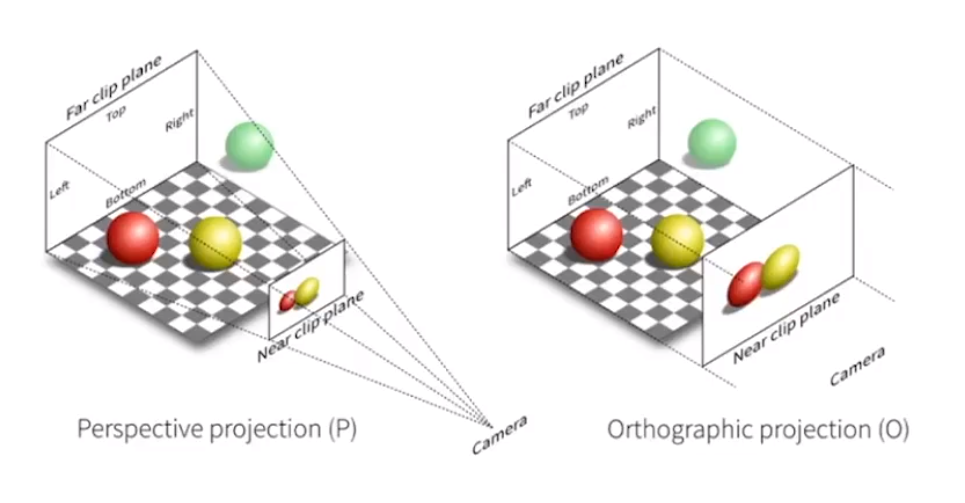 Far clip plane
Top
Right
Left
Bottom
Near clip plane
Camera
Perspective projection (P)
Far clip plane
Top
Right
Left
Bottom
Near clip plane
Camera
Orthographic projection (O)